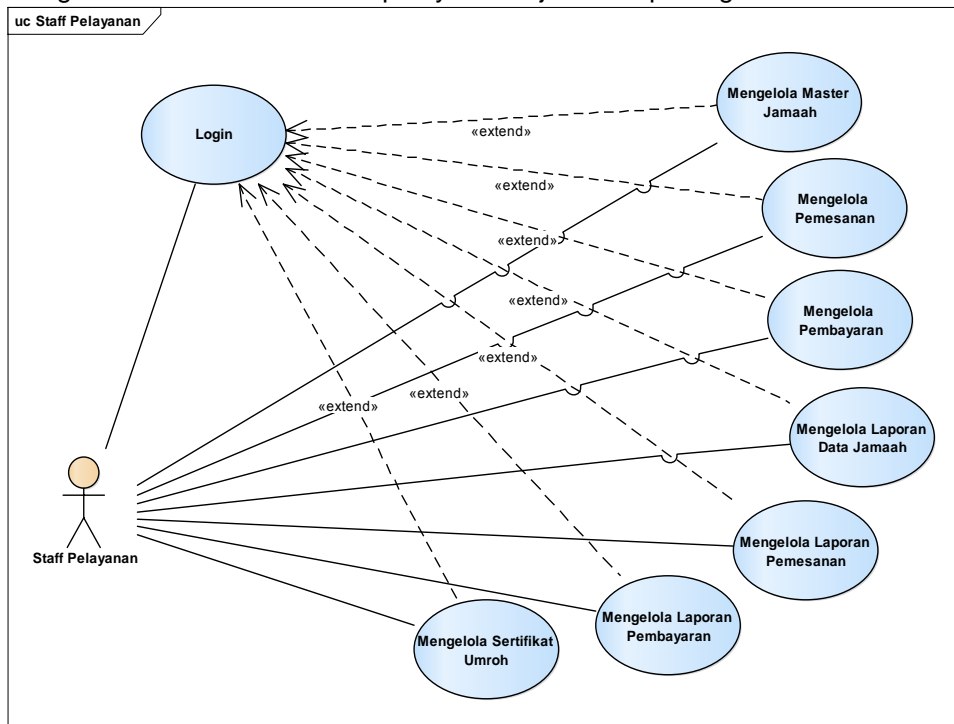 uc Staff Pelayanan
Login
Mengelola Master
Jamaah
«extend»
Mengelola
Pemesanan
«extend»
«extend»
Mengelola
Pembayaran
«extend»
Mengelola Laporan
Data Jamaah
«extend»
«extend»
«extend»
Staff Pelayanan
Mengelola Laporan
Pemesanan
Mengelola Laporan
Pembayaran
Mengelola Sertifikat
Umroh